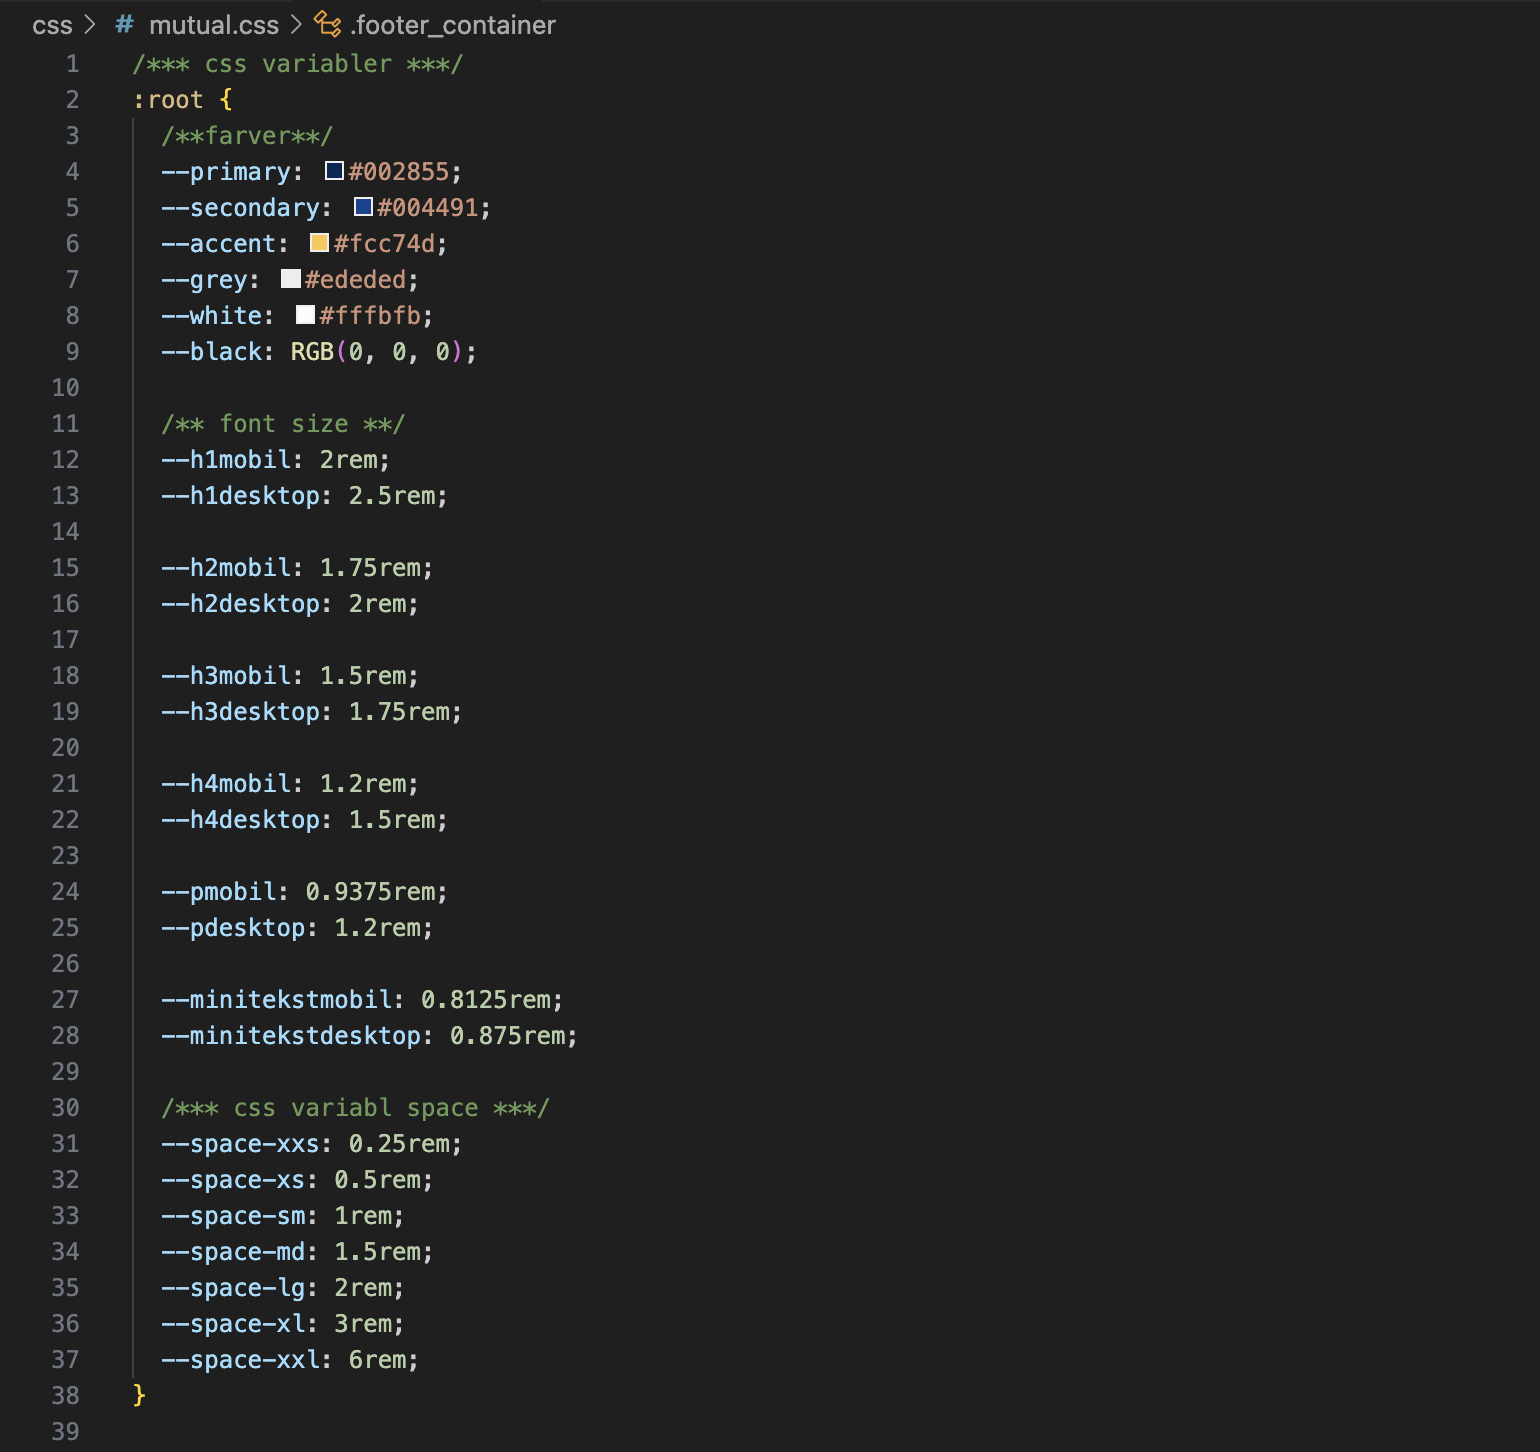 css > # mutual.css > .footer_container
1 /*** css variabler ***/
2 :root {
3 /**farver**/
4 --primary: #002855;
5 --secondary: #004491;
6 --accent: #fcc74d;
7 --grey: #ededed;
8 --white: #fffbfb;
9 --black: RGB(0, 0, 0);
10
11 /** font size **/
12 --h1mobil: 2rem;
13 --h1desktop: 2.5rem;
14
15 --h2mobil: 1.75rem;
16 --h2desktop: 2rem;
17
18 --h3mobil: 1.5rem;
19 --h3desktop: 1.75rem;
20
21 --h4mobil: 1.2rem;
22 --h4desktop: 1.5rem;
23
24 --pmobil: 0.9375rem;
25 --pdesktop: 1.2rem;
26
27 --minitekstmobil: 0.8125rem;
28 --minitekstdesktop: 0.875rem;
29
30 /*** css variabl space ***/
31 --space-xxs: 0.25rem;
32 --space-xs: 0.5rem;
33 --space-sm: 1rem;
34 --space-md: 1.5rem;
35 --space-lg: 2rem;
36 --space-xl: 3rem;
37 --space-xxl: 6rem;
38 }
39